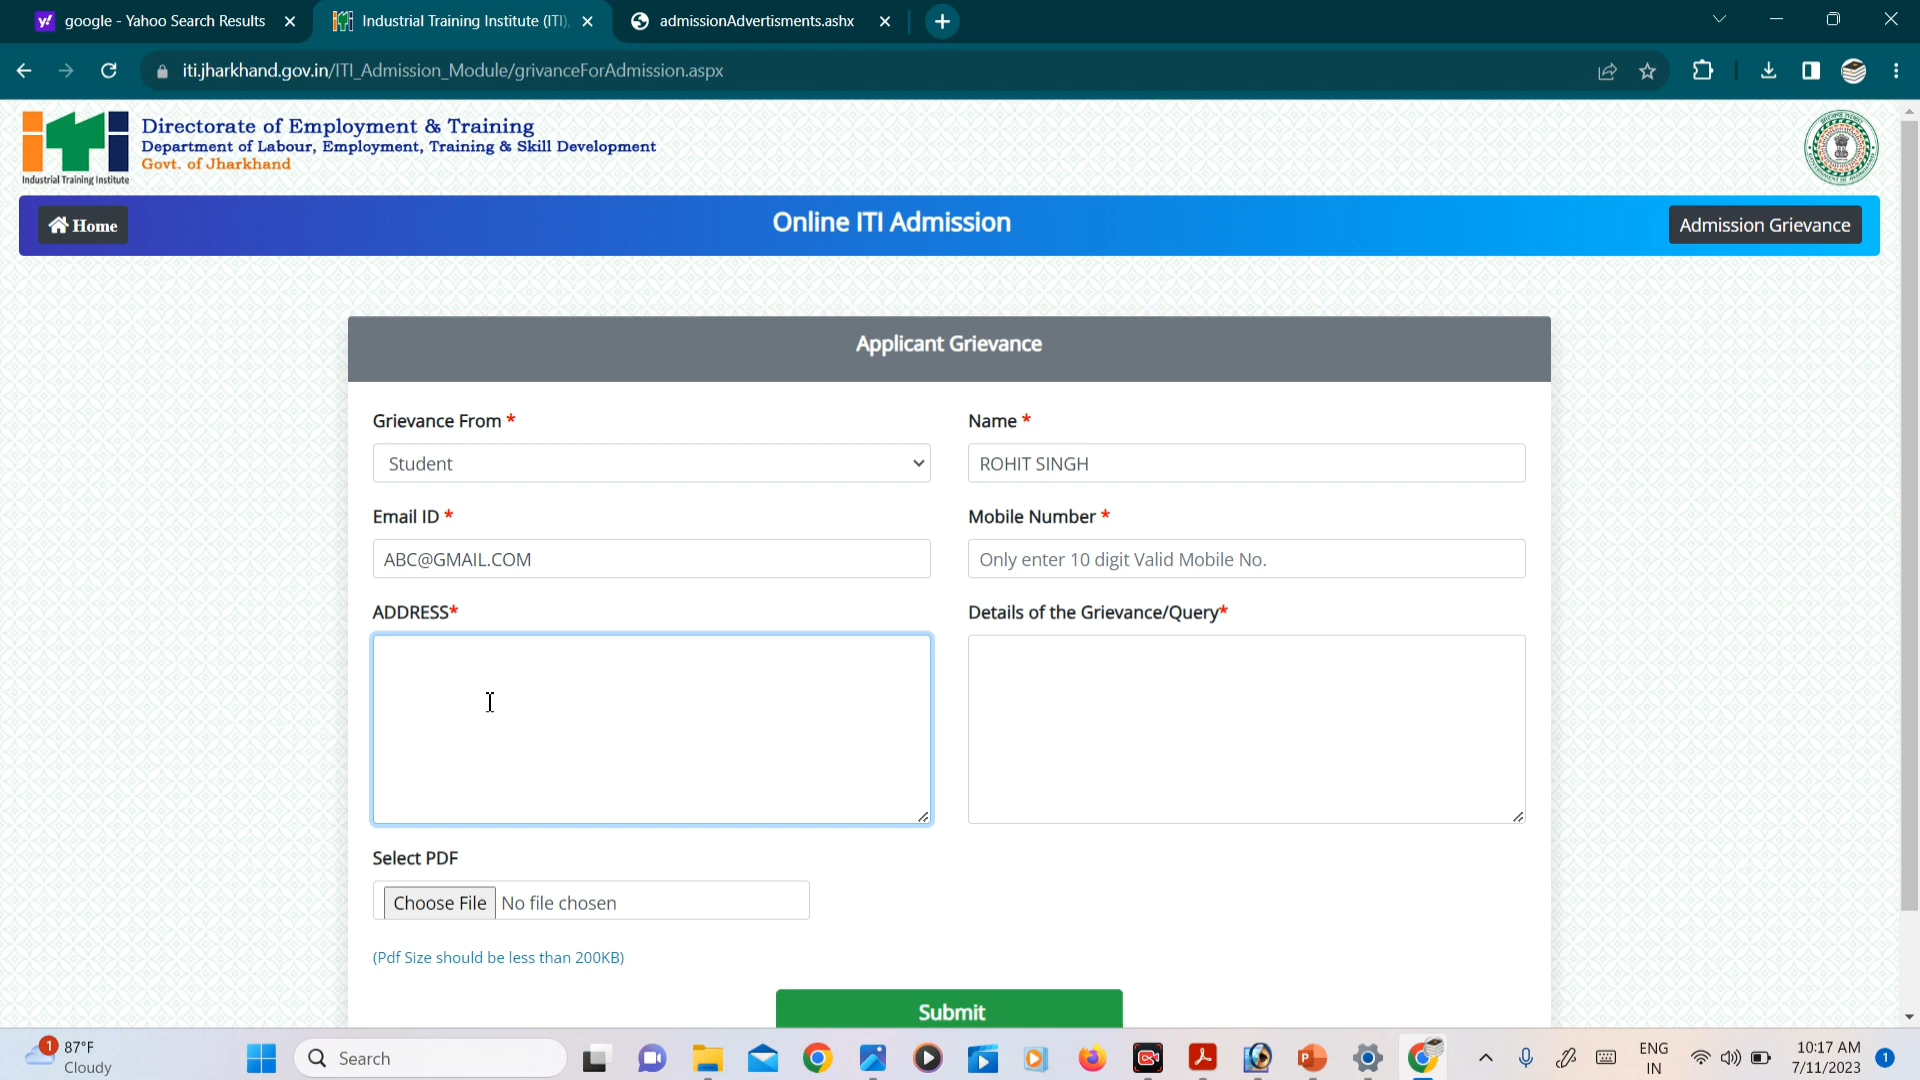 google - Yahoo Search Results
Industrial Training Institute (ITI),
admissionAdvertisments.ashx
iti.jharkhand.gov.in/ITI_Admission_Module/grivanceForAdmission.aspx
Industrial Training Institute
Directorate of Employment & Training
Department of Labour, Employment, Training & Skill Development
Govt. of Jharkhand
Home
Online ITI Admission
Admission Grievance
Applicant Grievance
Grievance From *
Name *
Student
ROHIT SINGH
Email ID *
Mobile Number *
ABC@GMAIL.COM
Only enter 10 digit Valid Mobile No.
ADDRESS*
Details of the Grievance/Query*
Select PDF
Choose File No file chosen
(Pdf Size should be less than 200KB)
Submit
1
87°F
Cloudy
Search
ENG
IN
10:17 AM
7/11/2023
1